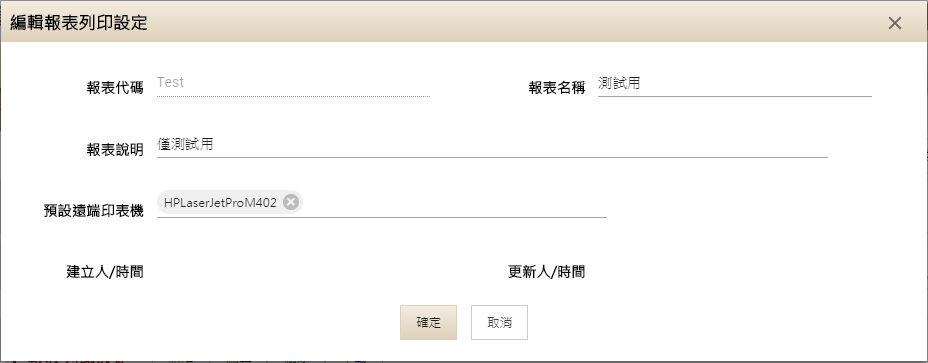 編輯報表列印設定
報表代碼 Test 報表名稱 測試用
報表說明 僅測試用
預設遠端印表機 HPLaserJetProM402
建立人/時間 更新人/時間
確定 取消